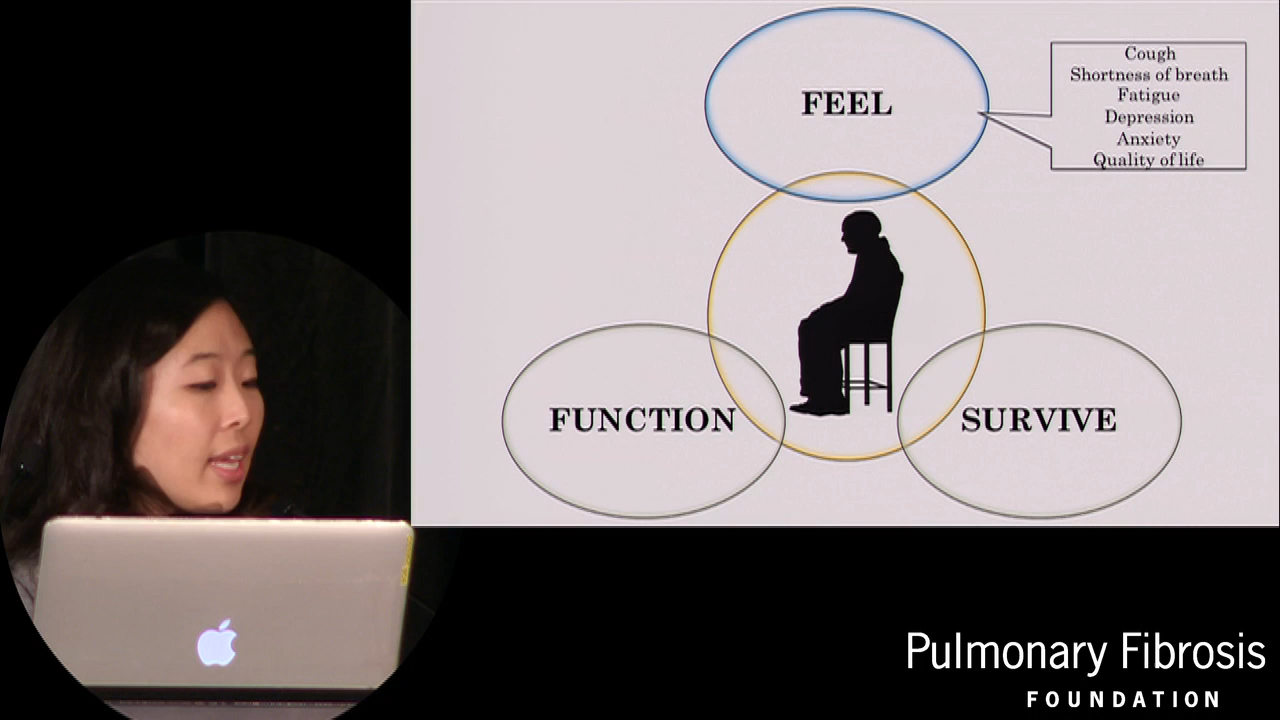 FEEL
Cough
Shortness of breath
Fatigue
Depression
Anxiety
Quality of life
FUNCTION
SURVIVE
Pulmonary Fibrosis
FOUNDATION